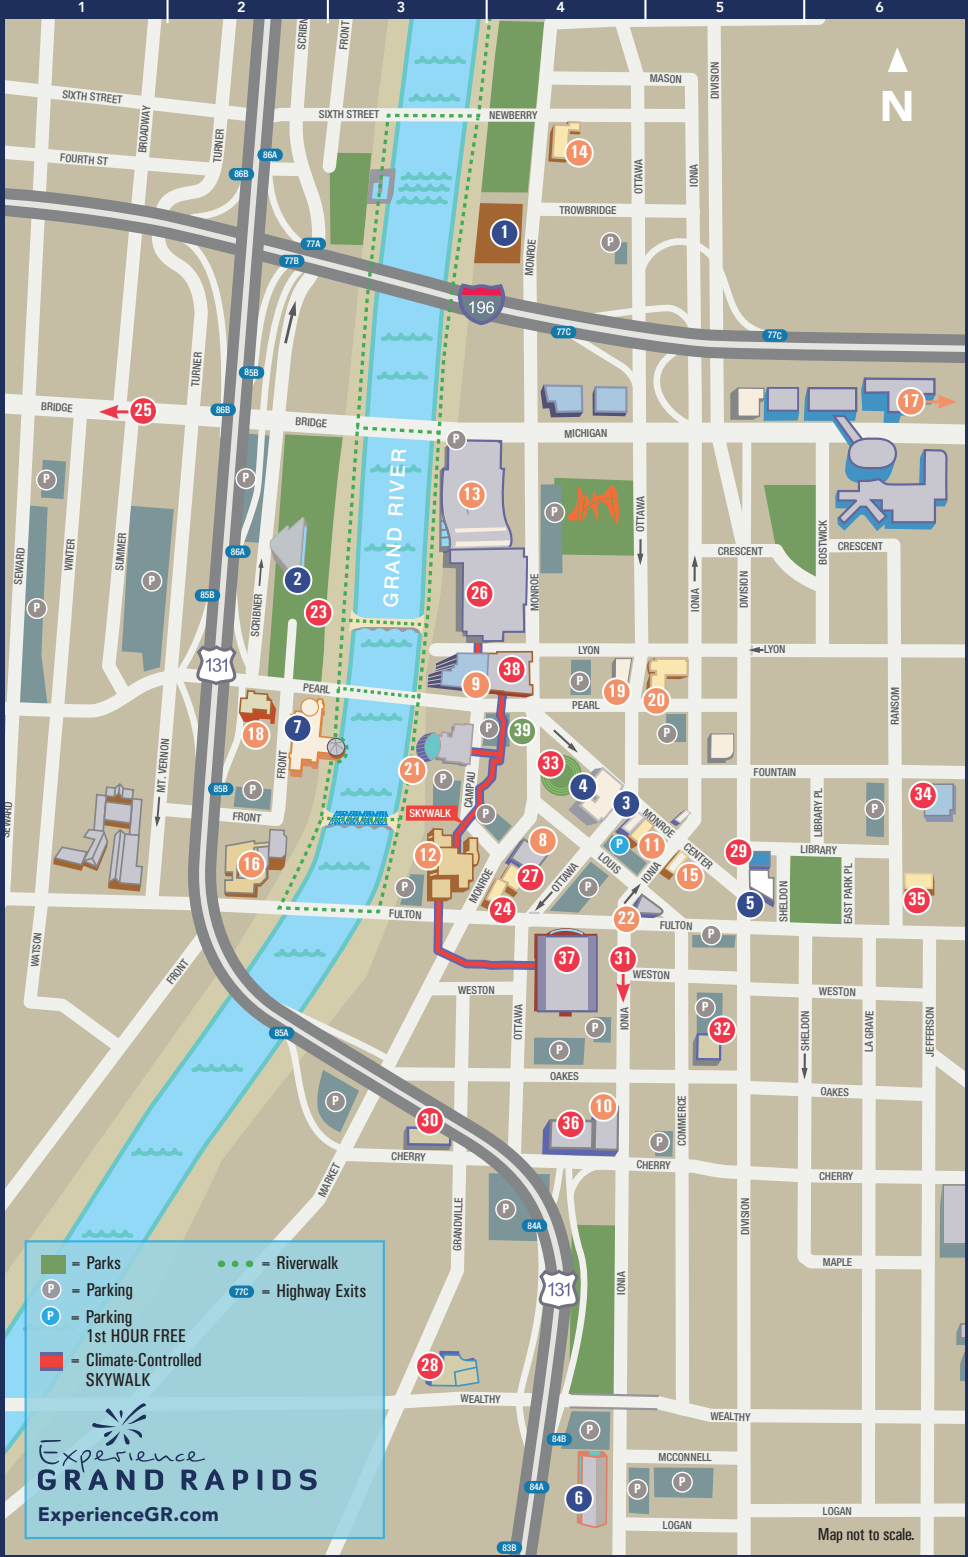 1 2 3 4 5 6
SCRIBN
FRONT
MASON
DIVISION
N
SIXTH STREET
SIXTH STREET
NEWBERRY
BROADWAY
TURNER
86A
14
FOURTH ST
86B
OTTAWA
IONIA
TROWBRIDGE
1
P
77A
77B
MONROE
196
77C
77C
TURNER
85B
BRIDGE
25
86B
BRIDGE
17
MICHIGAN
P
P
P
13
GRAND RIVER
P
OTTAWA
SEWARD
WINTER
SUMMER
BOSTWICK
86A
CRESCENT
CRESCENT
P
2
P
85B
SCRIBNER
23
26
MONROE
IONIA
DIVISION
LYON
LYON
131
38
9
P
19
20
PEARL
PEARL
RANSOM
18
7
P
39
P
21
33
MT. VERNON
FRONT
P
CAMPAU
4
FOUNTAIN
85B
P
3
34
SEWARD
SKYWALK
P
MONROE
LIBRARY PL
P
FRONT
8
P
11
CENTER
29
LIBRARY
16
12
27
LOUIS
15
P
MONROE
OTTAWA
P
IONIA
5
SHELDON
EAST PARK PL
35
24
22
FULTON
FULTON
P
WATSON
FRONT
37
31
WESTON
WESTON
WESTON
OTTAWA
IONIA
P
32
SHELDON
LA GRAVE
JEFFERSON
85A
P
P
OAKES
OAKES
P
30
36
10
COMMERCE
P
CHERRY
CHERRY
CHERRY
MARKET
GRANDVILLE
P
84A
DIVISION
MAPLE
IONIA
131
= Parks
= Riverwalk
P = Parking
77C = Highway Exits
P = Parking
1st HOUR FREE
= Climate-Controlled
SKYWALK
28
WEALTHY
WEALTHY
P
84B
MCCONNELL
Experience
GRAND RAPIDS
ExperienceGR.com
84A
6
P
P
LOGAN
LOGAN
Map not to scale.
83B